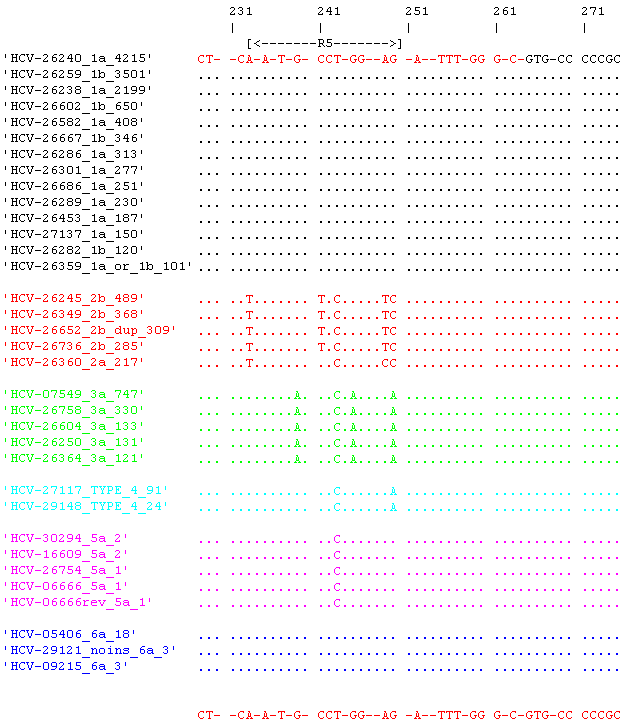 231 241 251 261 271
| | | | |
[<-------R5------->]
'HCV-26240_1a_4215' CT- -CA-A-T-G- CCT-GG--AG -A--TTT-GG G-C-GTG-CC CCCGC
'HCV-26259_1b_3501' ... .......... .......... .......... .......... .....
'HCV-26238_1a_2199' ... .......... .......... .......... .......... .....
'HCV-26602_1b_650' ... .......... .......... .......... .......... .....
'HCV-26582_1a_408' ... .......... .......... .......... .......... .....
'HCV-26667_1b_346' ... .......... .......... .......... .......... .....
'HCV-26286_1a_313' ... .......... .......... .......... .......... .....
'HCV-26301_1a_277' ... .......... .......... .......... .......... .....
'HCV-26686_1a_251' ... .......... .......... .......... .......... .....
'HCV-26289_1a_230' ... .......... .......... .......... .......... .....
'HCV-26453_1a_187' ... .......... .......... .......... .......... .....
'HCV-27137_1a_150' ... .......... .......... .......... .......... .....
'HCV-26282_1b_120' ... .......... .......... .......... .......... .....
'HCV-26359_1a_or_1b_101' ... .......... .......... .......... .......... .....
'HCV-26245_2b_489' ... ..T....... T.C.....TC .......... .......... .....
'HCV-26349_2b_368' ... ..T....... T.C.....TC .......... .......... .....
'HCV-26652_2b_dup_309' ... ..T....... T.C.....TC .......... .......... .....
'HCV-26736_2b_285' ... ..T....... T.C.....TC .......... .......... .....
'HCV-26360_2a_217' ... ..T....... ..C.....CC .......... .......... .....
'HCV-07549_3a_747' ... ........A. ..C.A....A .......... .......... .....
'HCV-26758_3a_330' ... ........A. ..C.A....A .......... .......... .....
'HCV-26604_3a_133' ... ........A. ..C.A....A .......... .......... .....
'HCV-26250_3a_131' ... ........A. ..C.A....A .......... .......... .....
'HCV-26364_3a_121' ... ........A. ..C.A....A .......... .......... .....
'HCV-27117_TYPE_4_91' ... .......... ..C......A .......... .......... .....
'HCV-29148_TYPE_4_24' ... .......... ..C......A .......... .......... .....
'HCV-30294_5a_2' ... .......... ..C....... .......... .......... .....
'HCV-16609_5a_2' ... .......... ..C....... .......... .......... .....
'HCV-26754_5a_1' ... .......... ..C....... .......... .......... .....
'HCV-06666_5a_1' ... .......... ..C....... .......... .......... .....
'HCV-06666rev_5a_1' ... .......... ..C....... .......... .......... .....
'HCV-05406_6a_18' ... .......... .......... .......... .......... .....
'HCV-29121_noins_6a_3' ... .......... .......... .......... .......... .....
'HCV-09215_6a_3' ... .......... .......... .......... .......... .....
CT- -CA-A-T-G- CCT-GG--AG -A--TTT-GG G-C-GTG-CC CCCGC